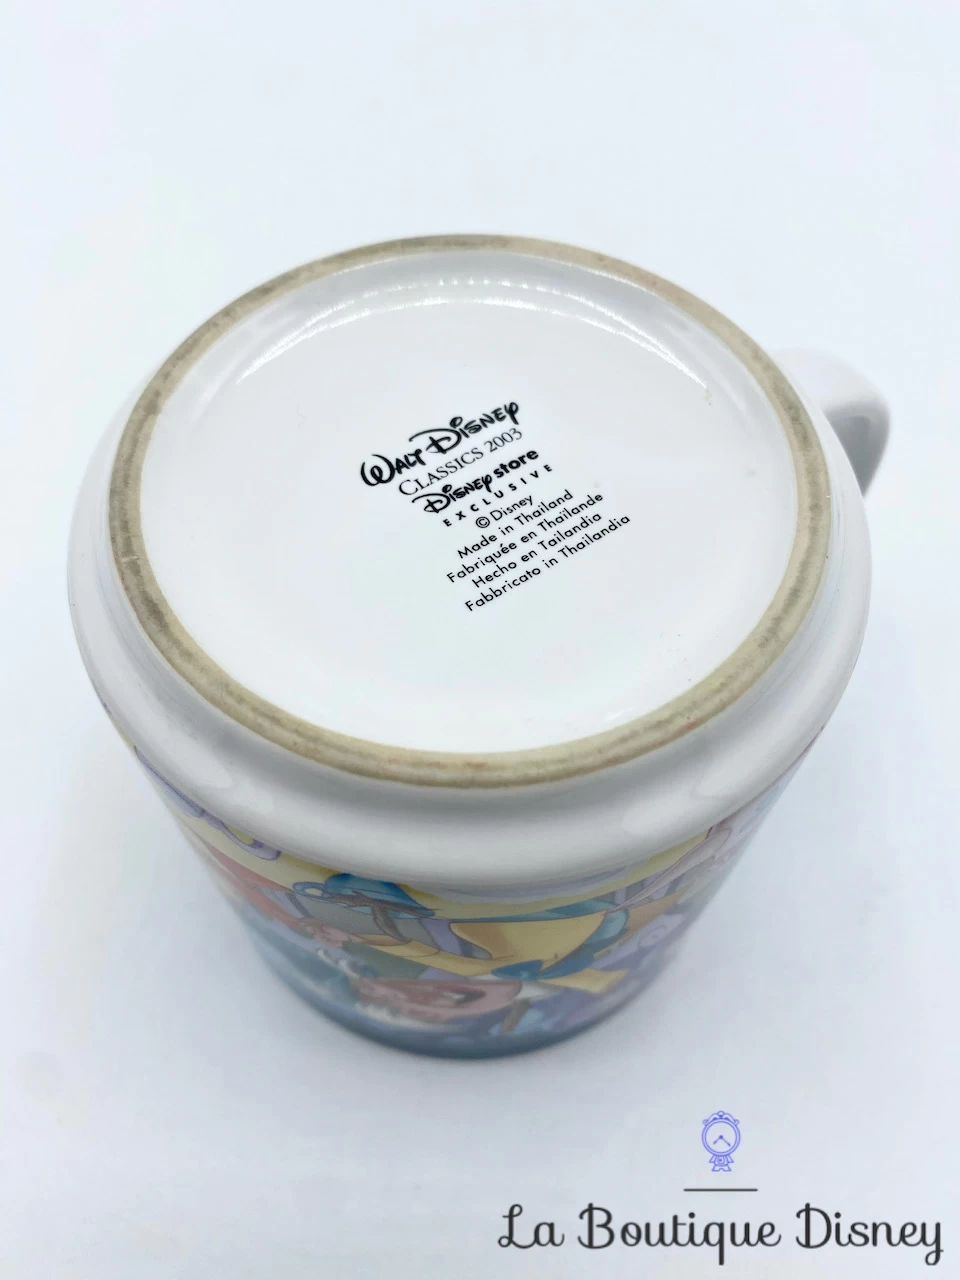 WALT DISNEY
CLASSICS 2003
Disney store
EXCLUSIVE
© Disney
Made in Thailand
Fabriquée en Thaïlande
Hecho en Tailandia
Fabbricato in Thailandia
La Boutique Disney